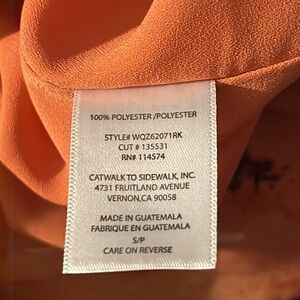 100% POLYESTER /POLYESTER
STYLE# WQZ62071RK
CUT # 135531
RN# 114574
CATWALK TO SIDEWALK, INC.
4731 FRUITLAND AVENUE
VERNON,CA 90058
MADE IN GUATEMALA
FABRIQUE EN GUATEMALA
S/P
CARE ON REVERSE